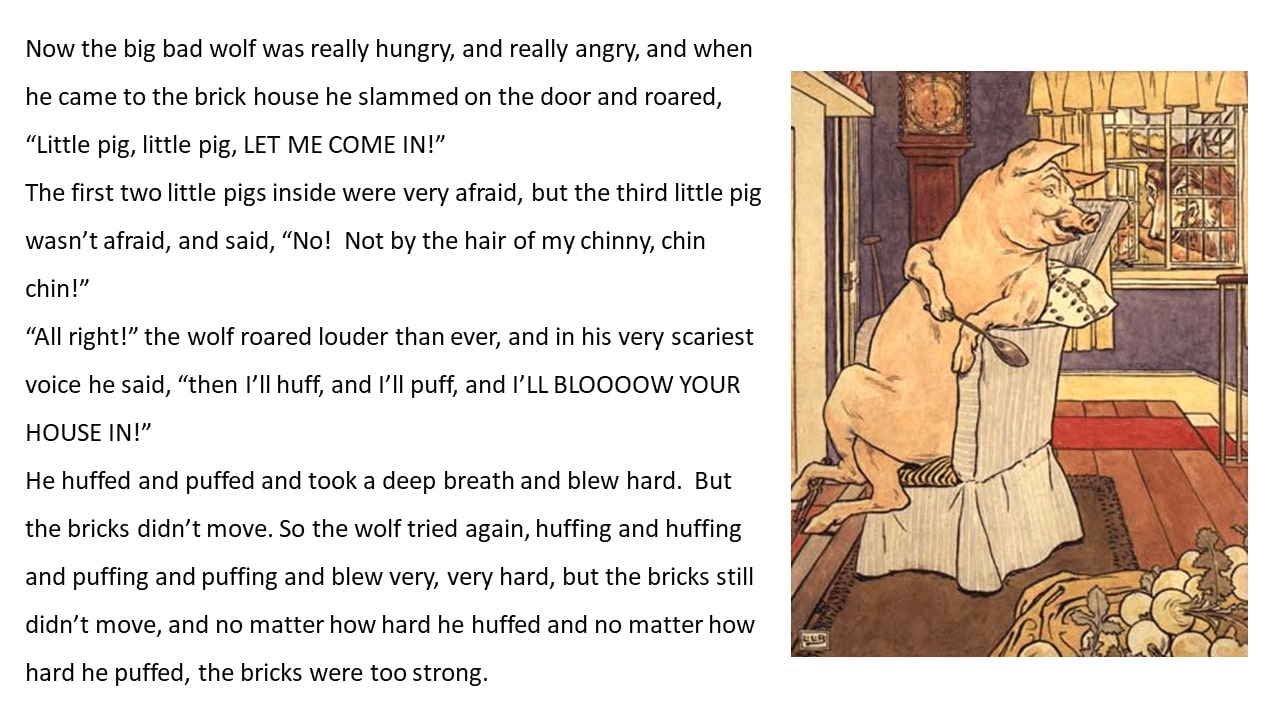 Now the big bad wolf was really hungry, and really angry, and when
he came to the brick house he slammed on the door and roared,
“Little pig, little pig, LET ME COME IN!”
The first two little pigs inside were very afraid, but the third little pig
wasn’t afraid, and said, “No!  Not by the hair of my chinny, chin
chin!”
“All right!” the wolf roared louder than ever, and in his very scariest
voice he said, “then I’ll huff, and I’ll puff, and I’LL BLOOOOW YOUR
HOUSE IN!”
He huffed and puffed and took a deep breath and blew hard.  But
the bricks didn’t move. So the wolf tried again, huffing and huffing
and puffing and puffing and blew very, very hard, but the bricks still
didn’t move, and no matter how hard he huffed and no matter how
hard he puffed, the bricks were too strong.
LLB